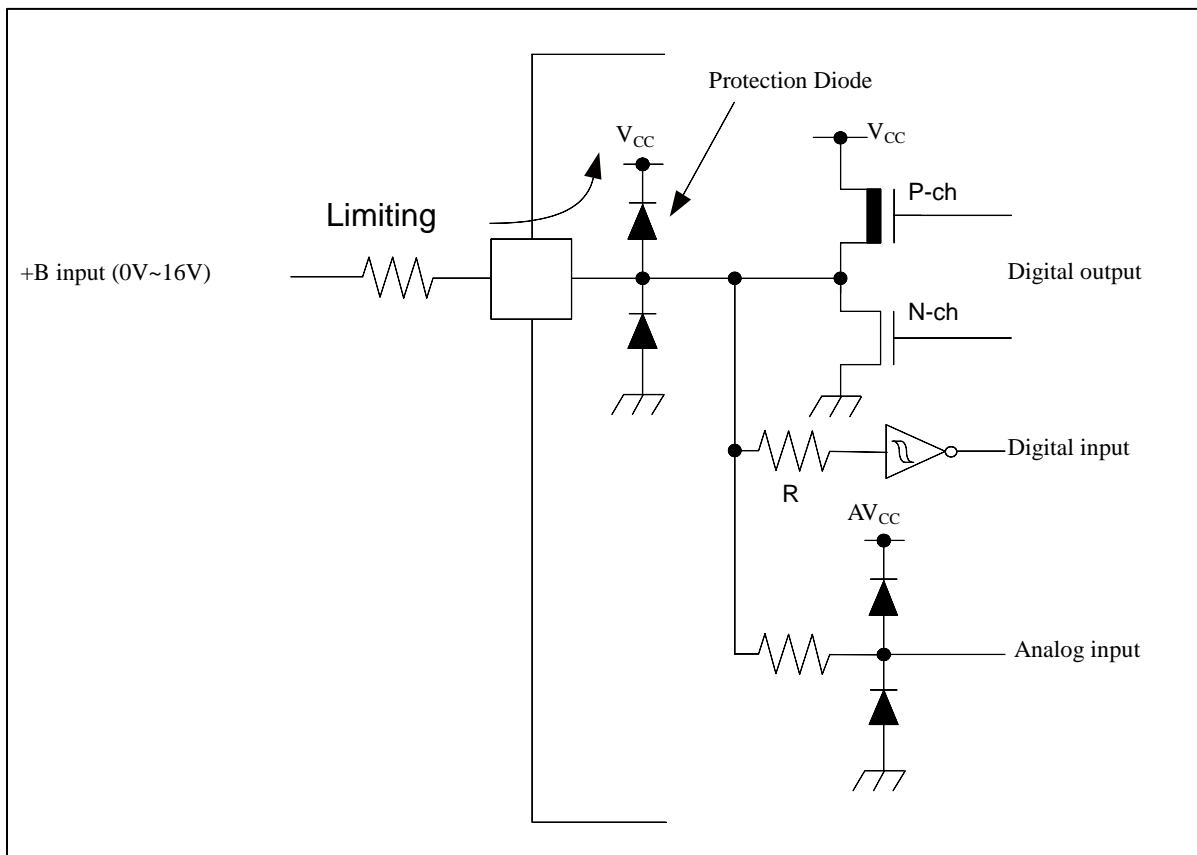 Protection Diode
V_CC
V_CC
P-ch
Limiting
+B input (0V~16V)
Digital output
N-ch
Digital input
R
AV_CC
Analog input